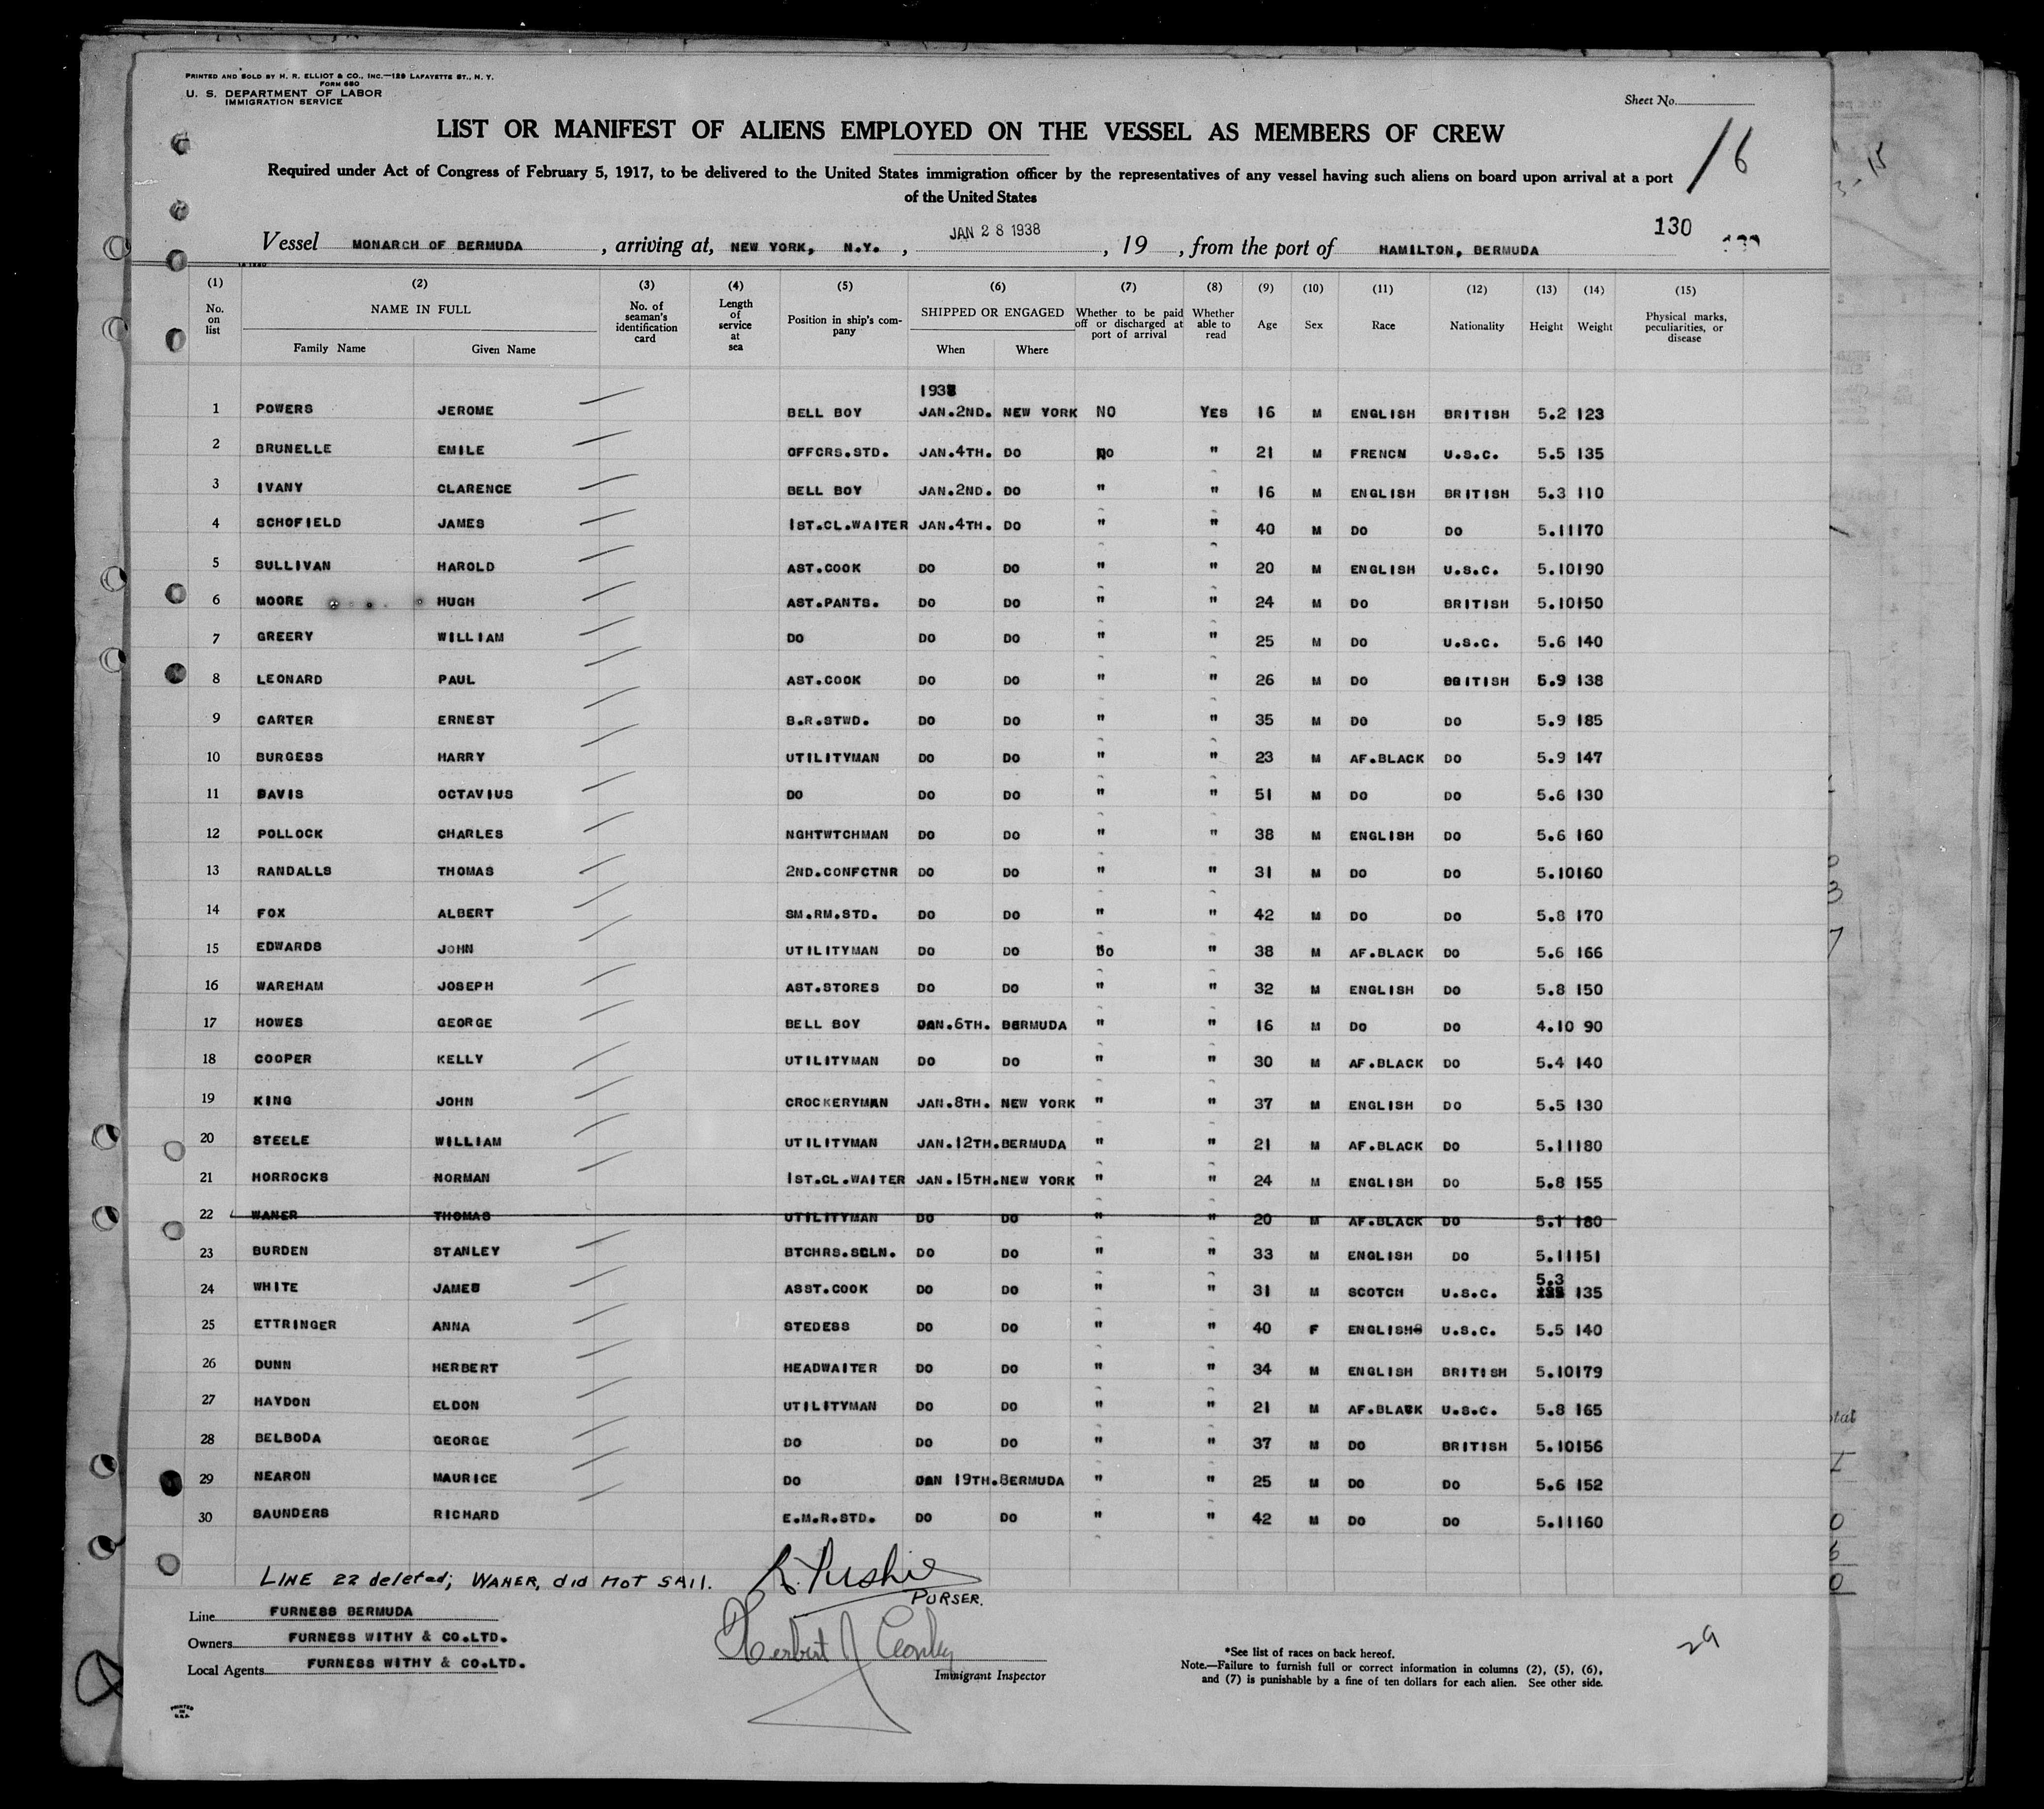 PRINTED AND SOLD BY H. R. ELLIOT & CO., INC.—129 LAFAYETTE ST., N. Y.
FORM 680
U. S. DEPARTMENT OF LABOR
IMMIGRATION SERVICE
Sheet No.
16
LIST OR MANIFEST OF ALIENS EMPLOYED ON THE VESSEL AS MEMBERS OF CREW
Required under Act of Congress of February 5, 1917, to be delivered to the United States immigration officer by the representatives of any vessel having such aliens on board upon arrival at a port
of the United States
130
Vessel MONARCH OF BERMUDA, arriving at, NEW YORK, N.Y., JAN 28 1938, 19, from the port of HAMILTON, BERMUDA
(1) (2) (3) (4) (5) (6) (7) (8) (9) (10) (11) (12) (13) (14) (15)
No. on list NAME IN FULL Family Name Given Name No. of seaman's identification card Length of service at sea Position in ship's company SHIPPED OR ENGAGED When Where Whether to be paid off or discharged at port of arrival Whether able to read Age Sex Race Nationality Height Weight Physical marks, peculiarities, or disease
1938
1 POWERS JEROME BELL BOY JAN.2ND. NEW YORK NO YES 16 M ENGLISH BRITISH 5.2 123
2 BRUNELLE EMILE OFFCRS.STD. JAN.4TH. DO NO " 21 M FRENCH U.S.C. 5.5 135
3 IVANY CLARENCE BELL BOY JAN.2ND. DO " " 16 M ENGLISH BRITISH 5.3 110
4 SCHOFIELD JAMES 1ST.CL.WAITER JAN.4TH. DO " " 40 M DO DO 5.11 170
5 SULLIVAN HAROLD AST.COOK DO DO " " 20 M ENGLISH U.S.C. 5.10 190
6 MOORE HUGH AST.PANTS. DO DO " " 24 M DO BRITISH 5.10 150
7 GREERY WILLIAM DO DO DO " " 25 M DO U.S.C. 5.6 140
8 LEONARD PAUL AST.COOK DO DO " " 26 M DO BRITISH 5.9 138
9 CARTER ERNEST B.R.STWD. DO DO " " 35 M DO DO 5.9 185
10 BURGESS HARRY UTILITYMAN DO DO " " 23 M AF.BLACK DO 5.9 147
11 DAVIS OCTAVIUS DO DO DO " " 51 M DO DO 5.6 130
12 POLLOCK CHARLES NGHTWTCHMAN DO DO " " 38 M ENGLISH DO 5.6 160
13 RANDALLS THOMAS 2ND.CONFCTNR DO DO " " 31 M DO DO 5.10 160
14 FOX ALBERT SM.RM.STD. DO DO " " 42 M DO DO 5.8 170
15 EDWARDS JOHN UTILITYMAN DO DO DO " 38 M AF.BLACK DO 5.6 166
16 WAREHAM JOSEPH AST.STORES DO DO " " 32 M ENGLISH DO 5.8 150
17 HOWES GEORGE BELL BOY JAN.6TH. BERMUDA " " 16 M DO DO 4.10 90
18 COOPER KELLY UTILITYMAN DO DO " " 30 M AF.BLACK DO 5.4 140
19 KING JOHN CROCKERYMAN JAN.8TH. NEW YORK " " 37 M ENGLISH DO 5.5 130
20 STEELE WILLIAM UTILITYMAN JAN.12TH. BERMUDA " " 21 M AF.BLACK DO 5.11 180
21 HORROCKS NORMAN 1ST.CL.WAITER JAN.15TH. NEW YORK " " 24 M ENGLISH DO 5.8 155
22 WANER THOMAS UTILITYMAN DO DO " " 20 M AF.BLACK DO 5.1 180
23 BURDEN STANLEY BTCHRS.SCLN. DO DO " " 33 M ENGLISH DO 5.11 151
24 WHITE JAMES ASST.COOK DO DO " " 31 M SCOTCH U.S.C. 5.3 135
25 ETTRINGER ANNA STEDESS DO DO " " 40 F ENGLISH U.S.C. 5.5 140
26 DUNN HERBERT HEADWAITER DO DO " " 34 M ENGLISH BRITISH 5.10 179
27 HAYDON ELDON UTILITYMAN DO DO " " 21 M AF.BLACK U.S.C. 5.8 165
28 BELBODA GEORGE DO DO DO " " 37 M DO BRITISH 5.10 156
29 NEARON MAURICE DO JAN 19TH. BERMUDA " " 25 M DO DO 5.6 152
30 SAUNDERS RICHARD E.M.R.STD. DO DO " " 42 M DO DO 5.11 160
LINE 22 deleted; WANER, did NOT SAIL.
PURSER.
Line FURNESS BERMUDA
Owners FURNESS WITHY & CO.LTD.
Local Agents FURNESS WITHY & CO.LTD.
Herbert J
Immigrant Inspector
*See list of races on back hereof.
Note.—Failure to furnish full or correct information in columns (2), (5), (6),
and (7) is punishable by a fine of ten dollars for each alien. See other side.
29
PRINTED IN U.S.A.